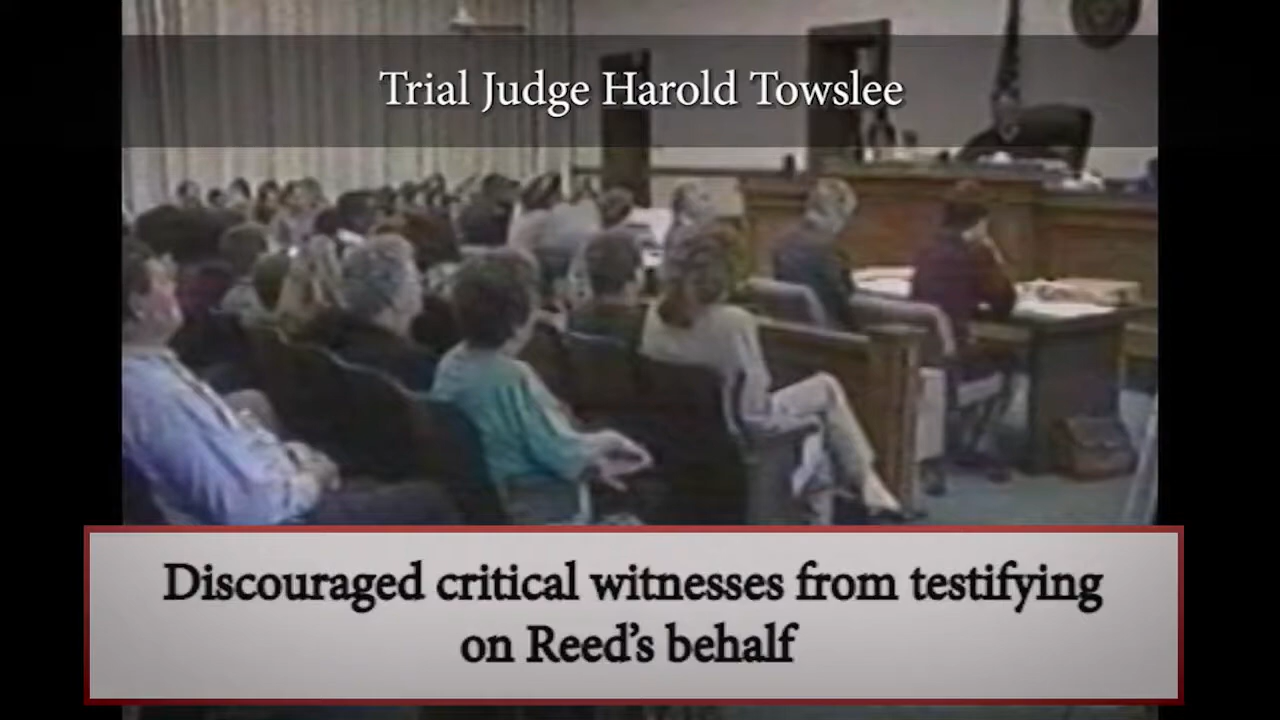 Trial Judge Harold Towslee
Discouraged critical witnesses from testifying
on Reed’s behalf